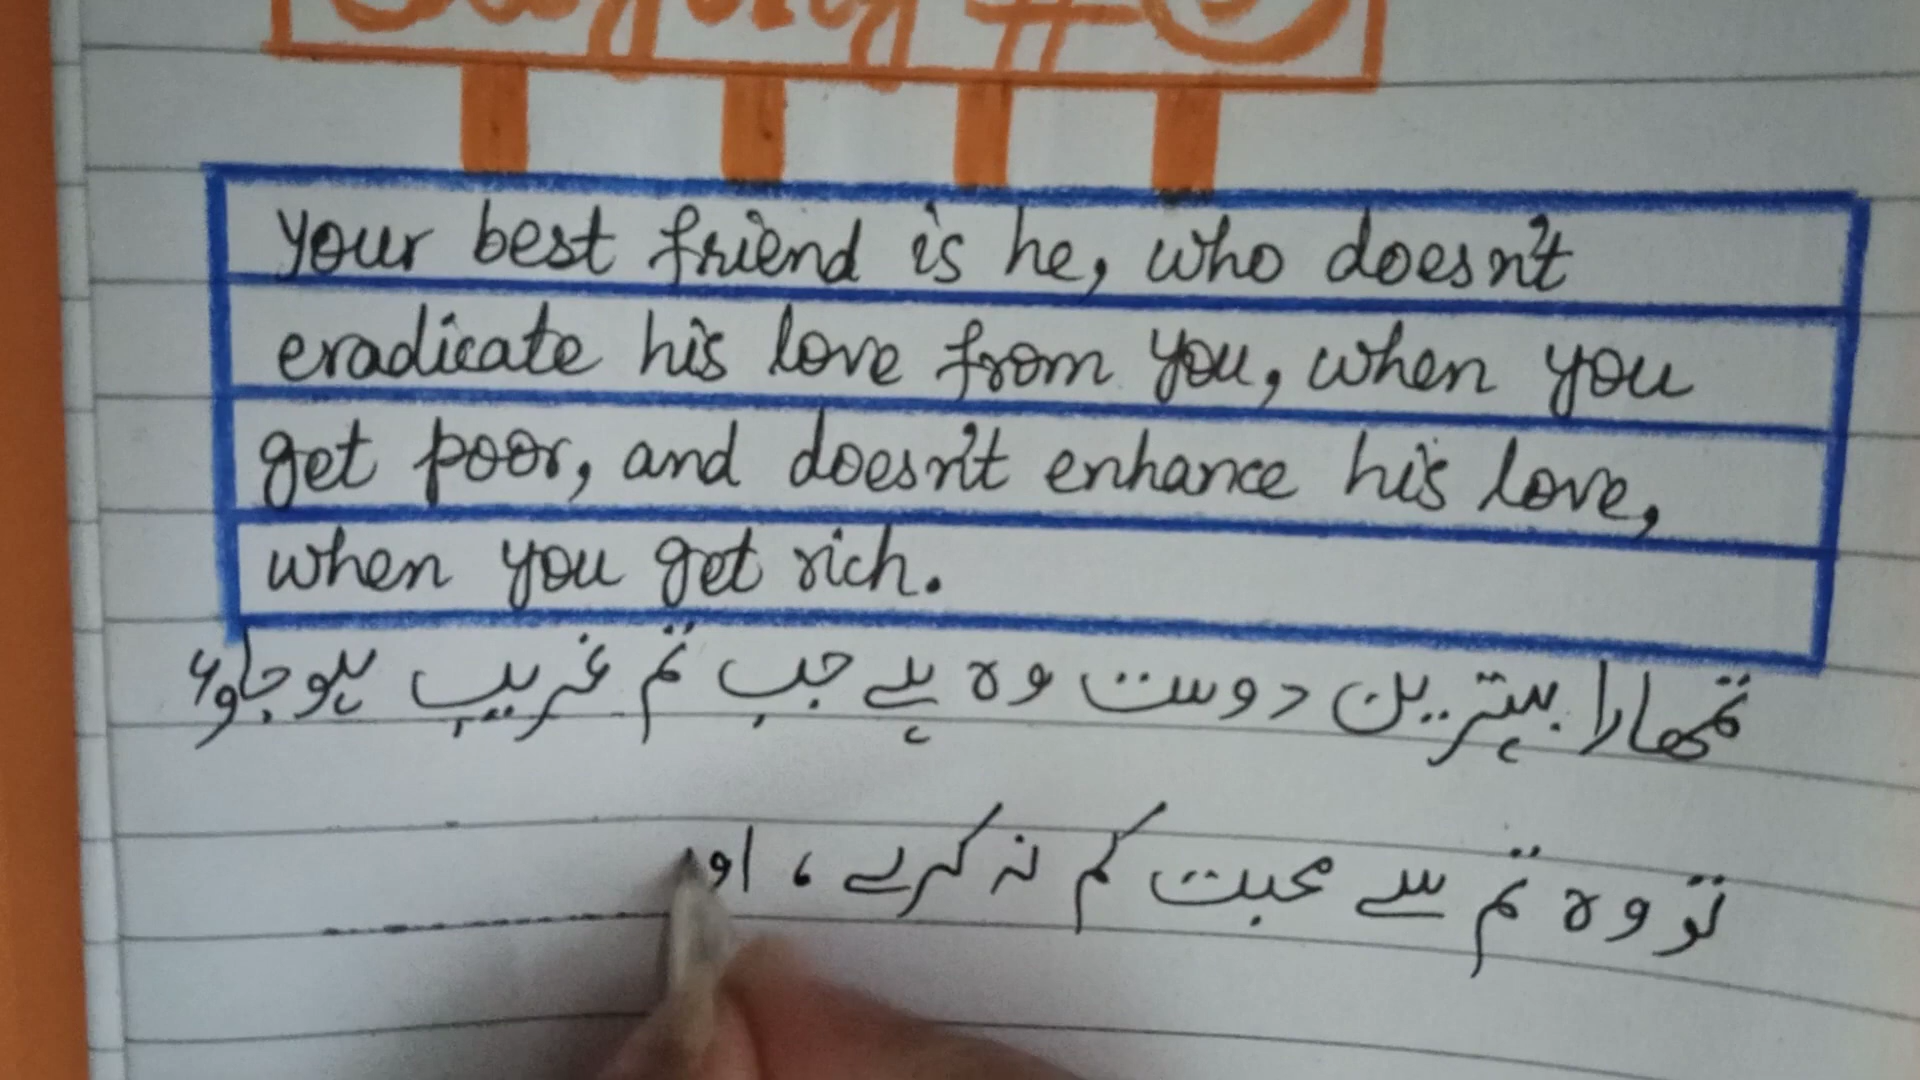 Saying #
Your best friend is he, who doesn't
eradicate his love from you, when you
get poor, and doesn't enhance his love,
when you get rich.
تمھارا بہترین دوست وہ ہے جب تم غریب ہو جاؤ
تو وہ تم سے محبت کم نہ کرے ، او